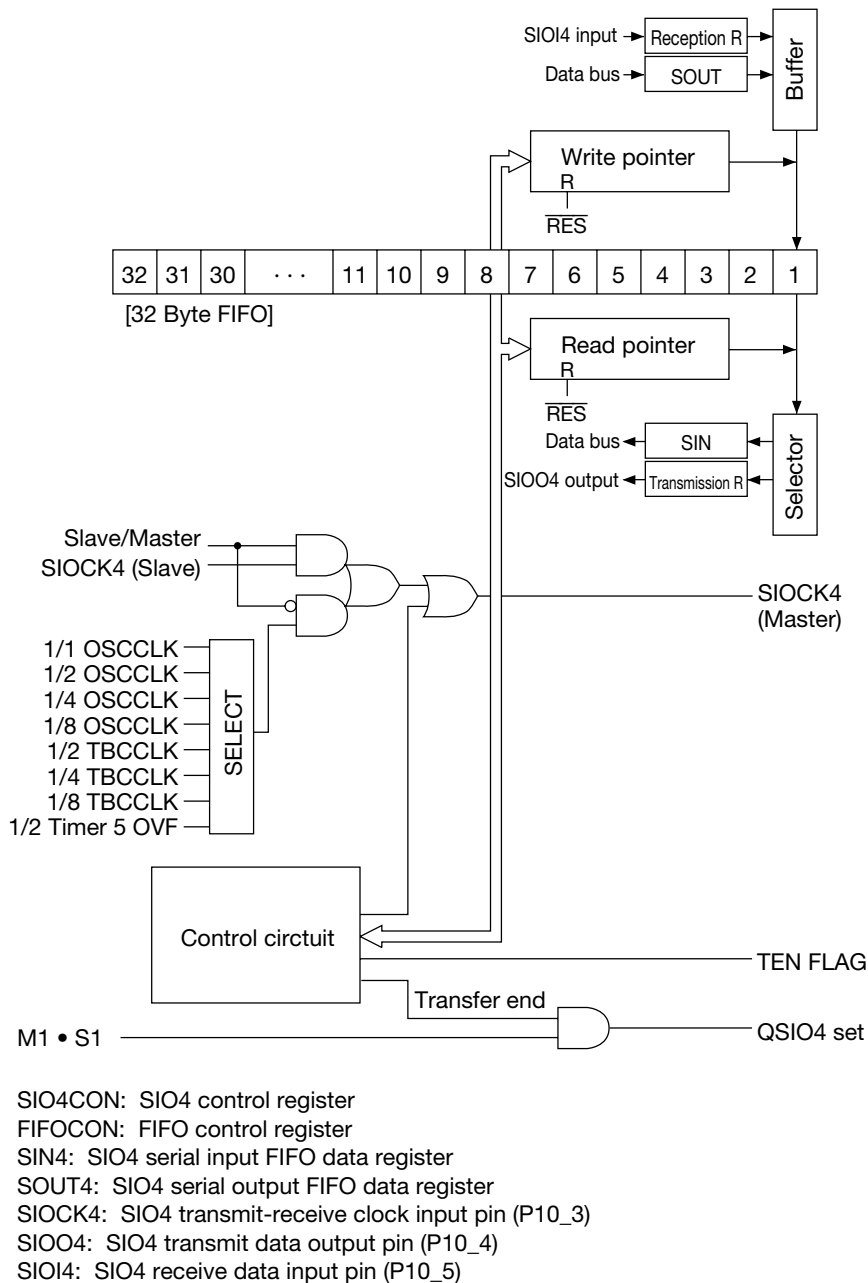 SIOI4 input
Reception R
Data bus
SOUT
Buffer
Write pointer
R
RES
32 31 30 · · · 11 10 9 8 7 6 5 4 3 2 1
[32 Byte FIFO]
Read pointer
R
RES
Data bus
SIN
SIOO4 output
Transmission R
Selector
Slave/Master
SIOCK4 (Slave)
SIOCK4
(Master)
1/1 OSCCLK
1/2 OSCCLK
1/4 OSCCLK
1/8 OSCCLK
1/2 TBCCLK
1/4 TBCCLK
1/8 TBCCLK
1/2 Timer 5 OVF
SELECT
Control circtuit
TEN FLAG
Transfer end
M1 • S1
QSIO4 set
SIO4CON: SIO4 control register
FIFOCON: FIFO control register
SIN4: SIO4 serial input FIFO data register
SOUT4: SIO4 serial output FIFO data register
SIOCK4: SIO4 transmit-receive clock input pin (P10_3)
SIOO4: SIO4 transmit data output pin (P10_4)
SIOI4: SIO4 receive data input pin (P10_5)